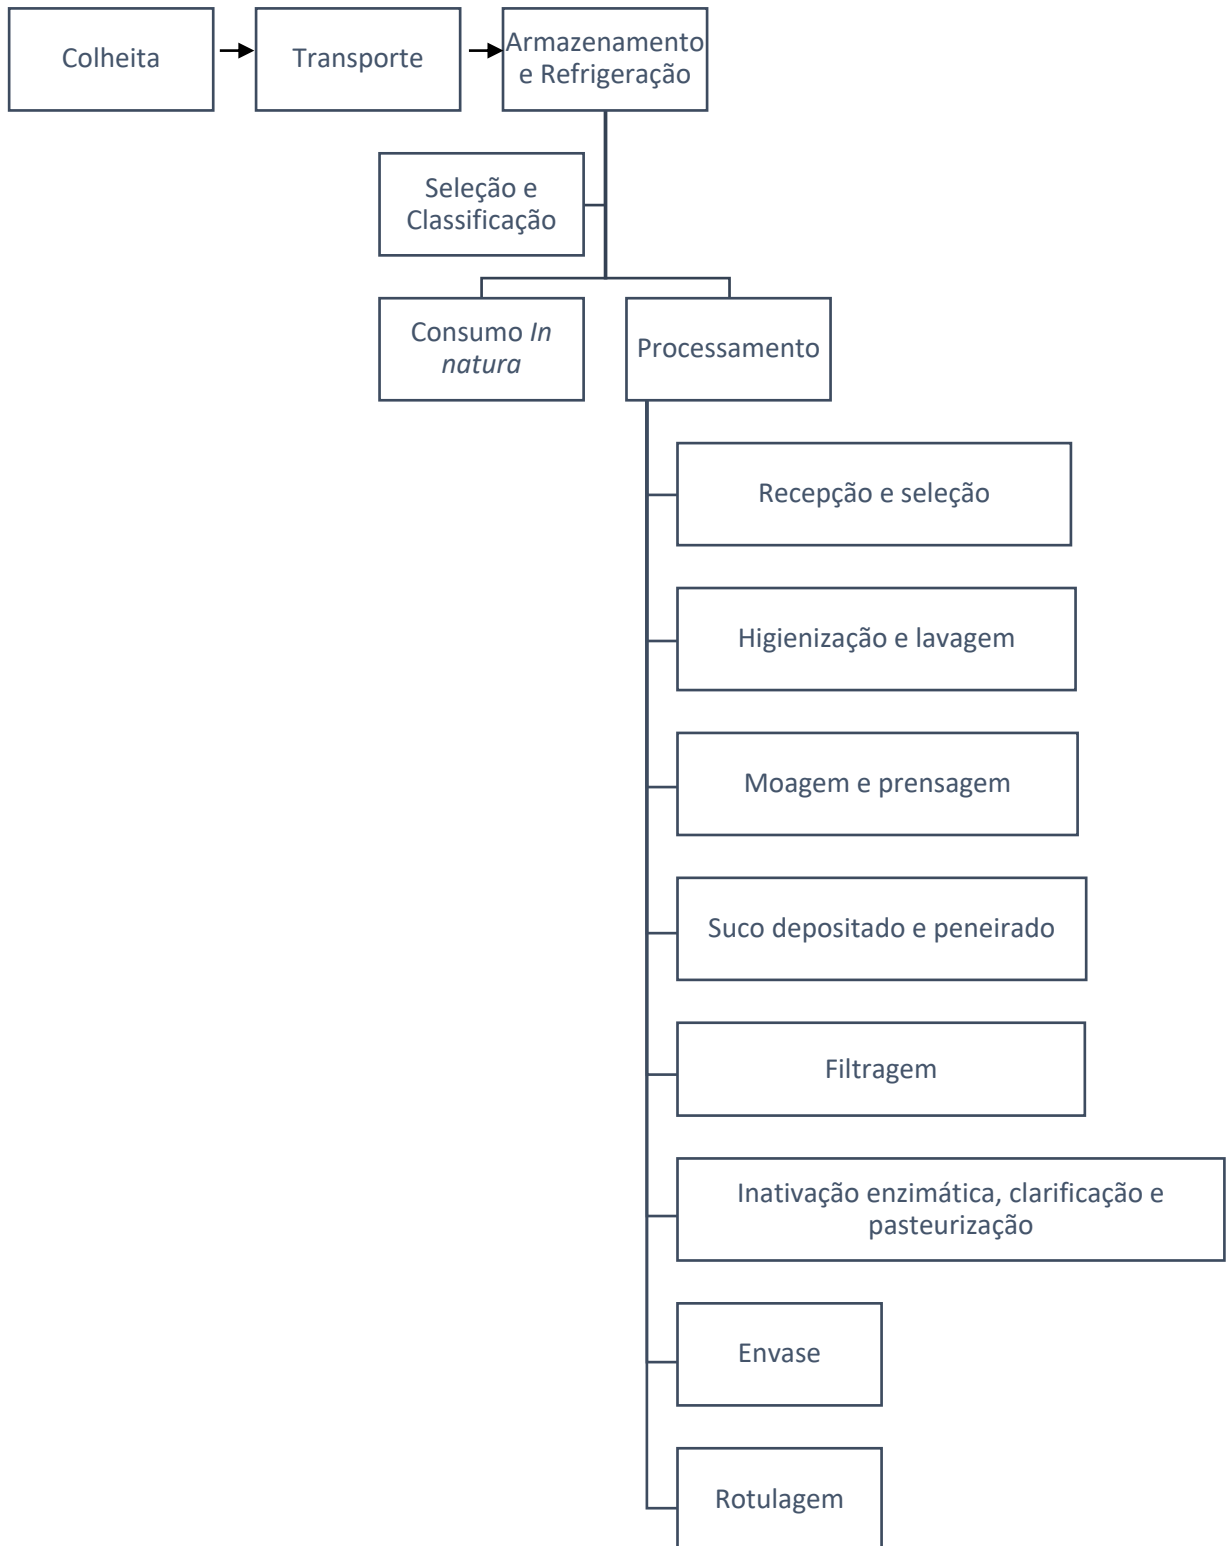 Colheita
Transporte
Armazenamento
e Refrigeração
Seleção e
Classificação
Consumo In
natura
Processamento
Recepção e seleção
Higienização e lavagem
Moagem e prensagem
Suco depositado e peneirado
Filtragem
Inativação enzimática, clarificação e
pasteurização
Envase
Rotulagem